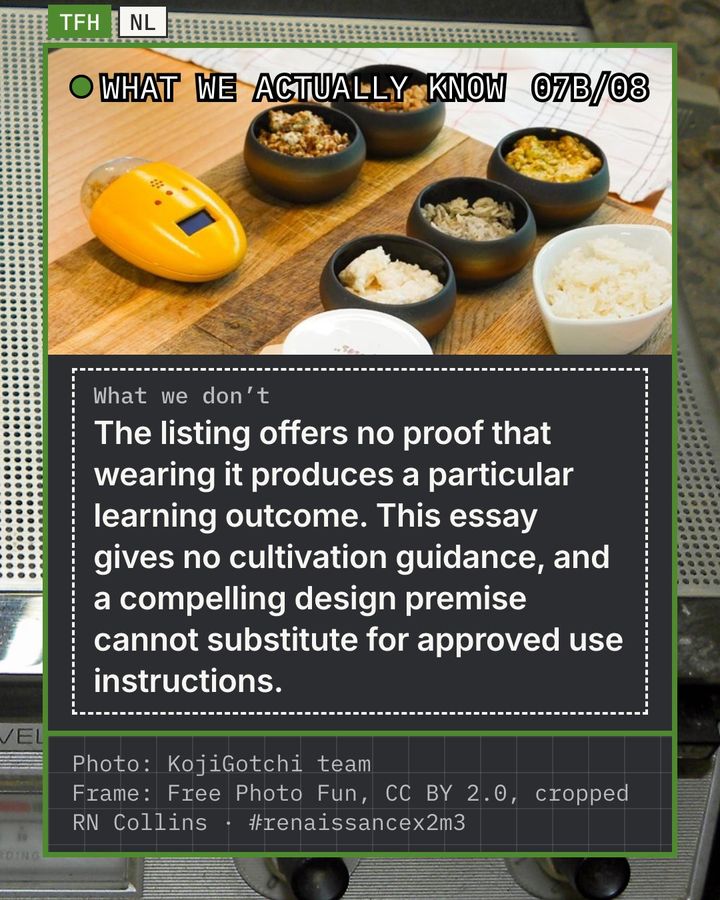 TFH NL
WHAT WE ACTUALLY KNOW 07B/08
What we don’t
The listing offers no proof that
wearing it produces a particular
learning outcome. This essay
gives no cultivation guidance, and
a compelling design premise
cannot substitute for approved use
instructions.
Photo: KojiGotchi team
Frame: Free Photo Fun, CC BY 2.0, cropped
RN Collins · #renaissancex2m3